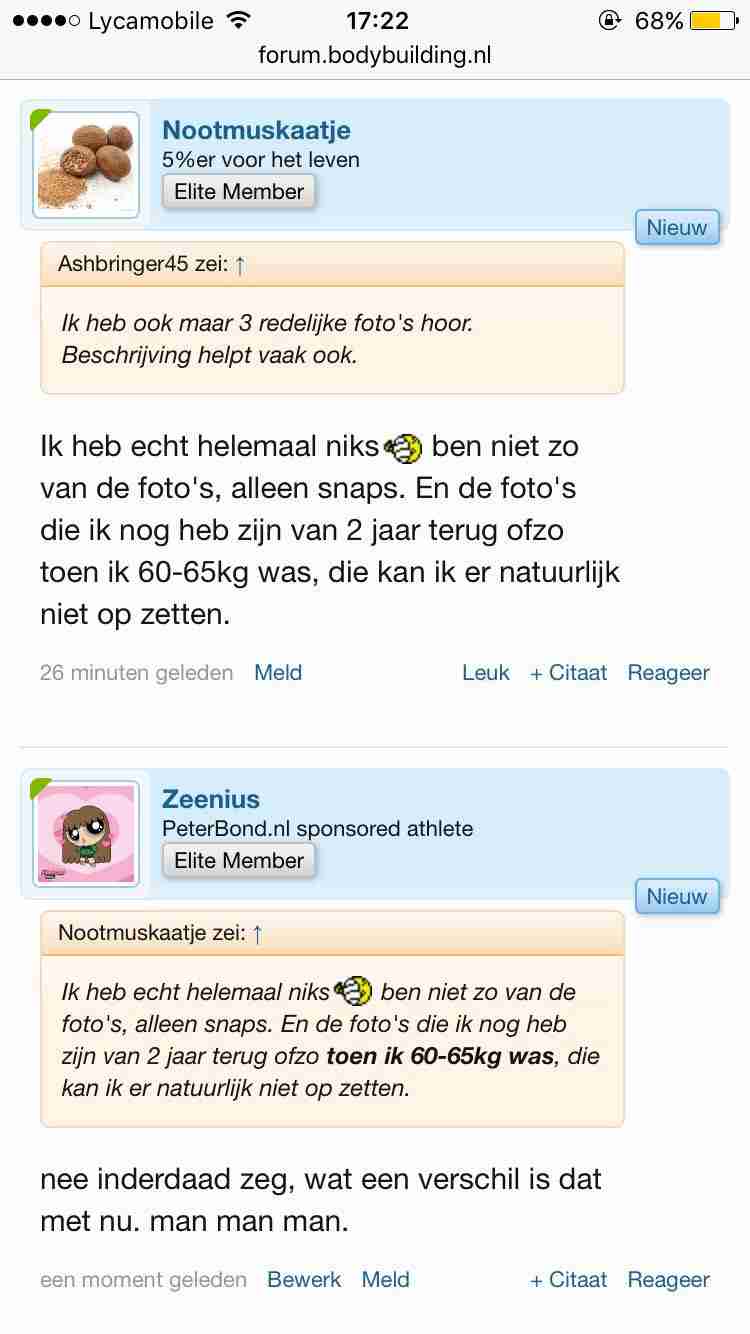 Lycamobile 17:22 68%
forum.bodybuilding.nl
Nootmuskaatje
5%er voor het leven
Elite Member
Nieuw
Ashbringer45 zei: ↑
Ik heb ook maar 3 redelijke foto's hoor.
Beschrijving helpt vaak ook.
Ik heb echt helemaal niks ben niet zo
van de foto's, alleen snaps. En de foto's
die ik nog heb zijn van 2 jaar terug ofzo
toen ik 60-65kg was, die kan ik er natuurlijk
niet op zetten.
26 minuten geleden Meld Leuk + Citaat Reageer
Zeenius
PeterBond.nl sponsored athlete
Elite Member
Nieuw
Nootmuskaatje zei: ↑
Ik heb echt helemaal niks ben niet zo van de
foto's, alleen snaps. En de foto's die ik nog heb
zijn van 2 jaar terug ofzo toen ik 60-65kg was, die
kan ik er natuurlijk niet op zetten.
nee inderdaad zeg, wat een verschil is dat
met nu. man man man.
een moment geleden Bewerk Meld + Citaat Reageer